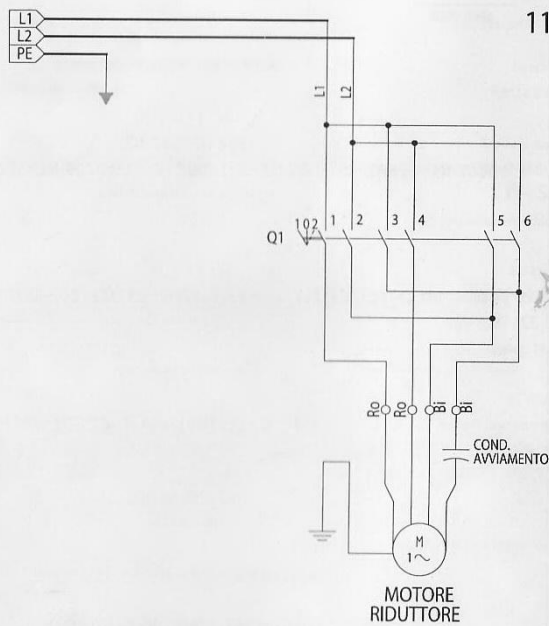 L1
L2
PE
11
L1
L2
Q1
1 0 2
1
2
3
4
5
6
Ro
Ro
Bi
Bi
COND.
AVVIAMENTO
M
1~
MOTORE
RIDUTTORE